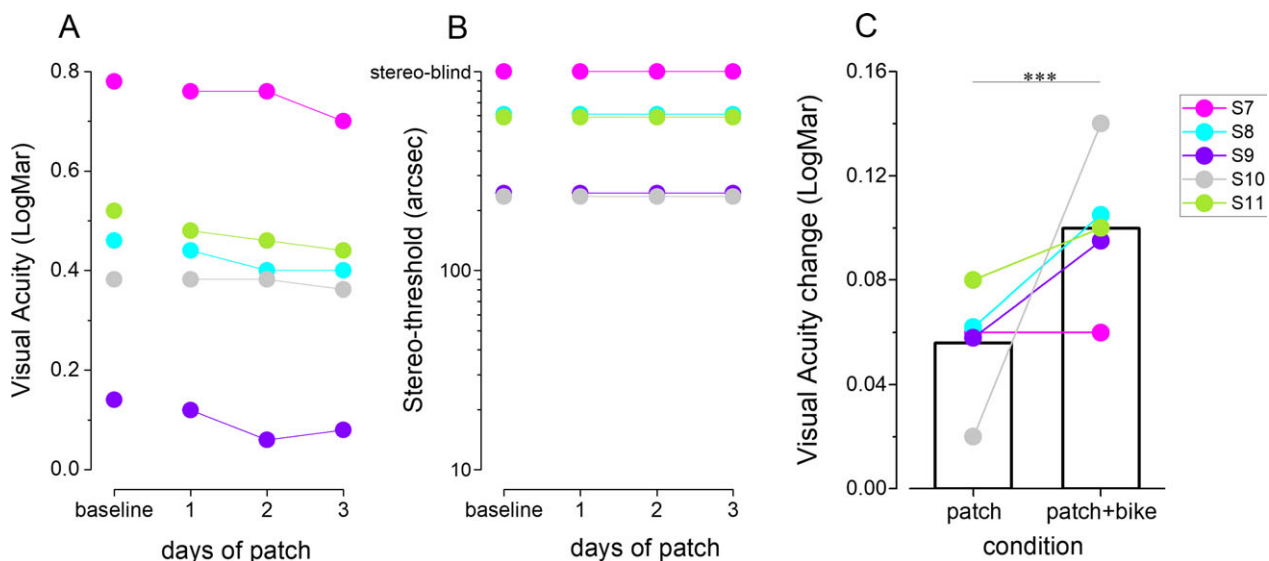 A
Visual Acuity (LogMar)
0.8
0.6
0.4
0.2
0.0
baseline 1 2 3
days of patch
B
Stereo-threshold (arcsec)
stereo-blind
100
10
baseline 1 2 3
days of patch
C
Visual Acuity change (LogMar)
0.16
0.12
0.08
0.04
0.00
***
patch patch+bike
condition
S7
S8
S9
S10
S11